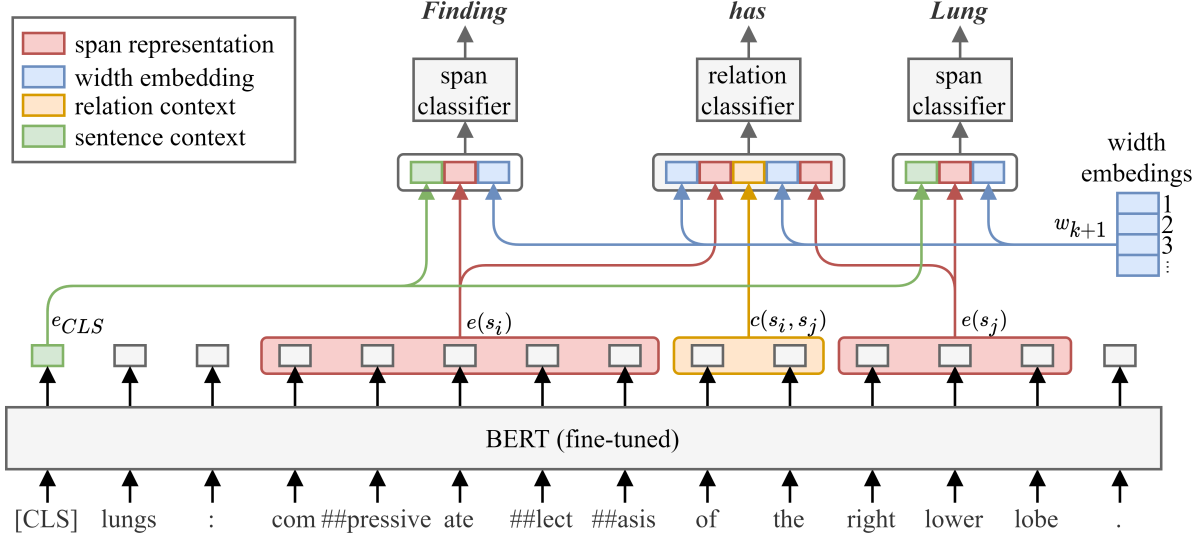 Finding has Lung
span representation
width embedding
relation context
sentence context
span
classifier
relation
classifier
span
classifier
width
embedings
1
2
3
...
w_{k+1}
e_{CLS}
e(s_i)
c(s_i, s_j)
e(s_j)
BERT (fine-tuned)
[CLS] lungs : com ##pressive ate ##lect ##asis of the right lower lobe .